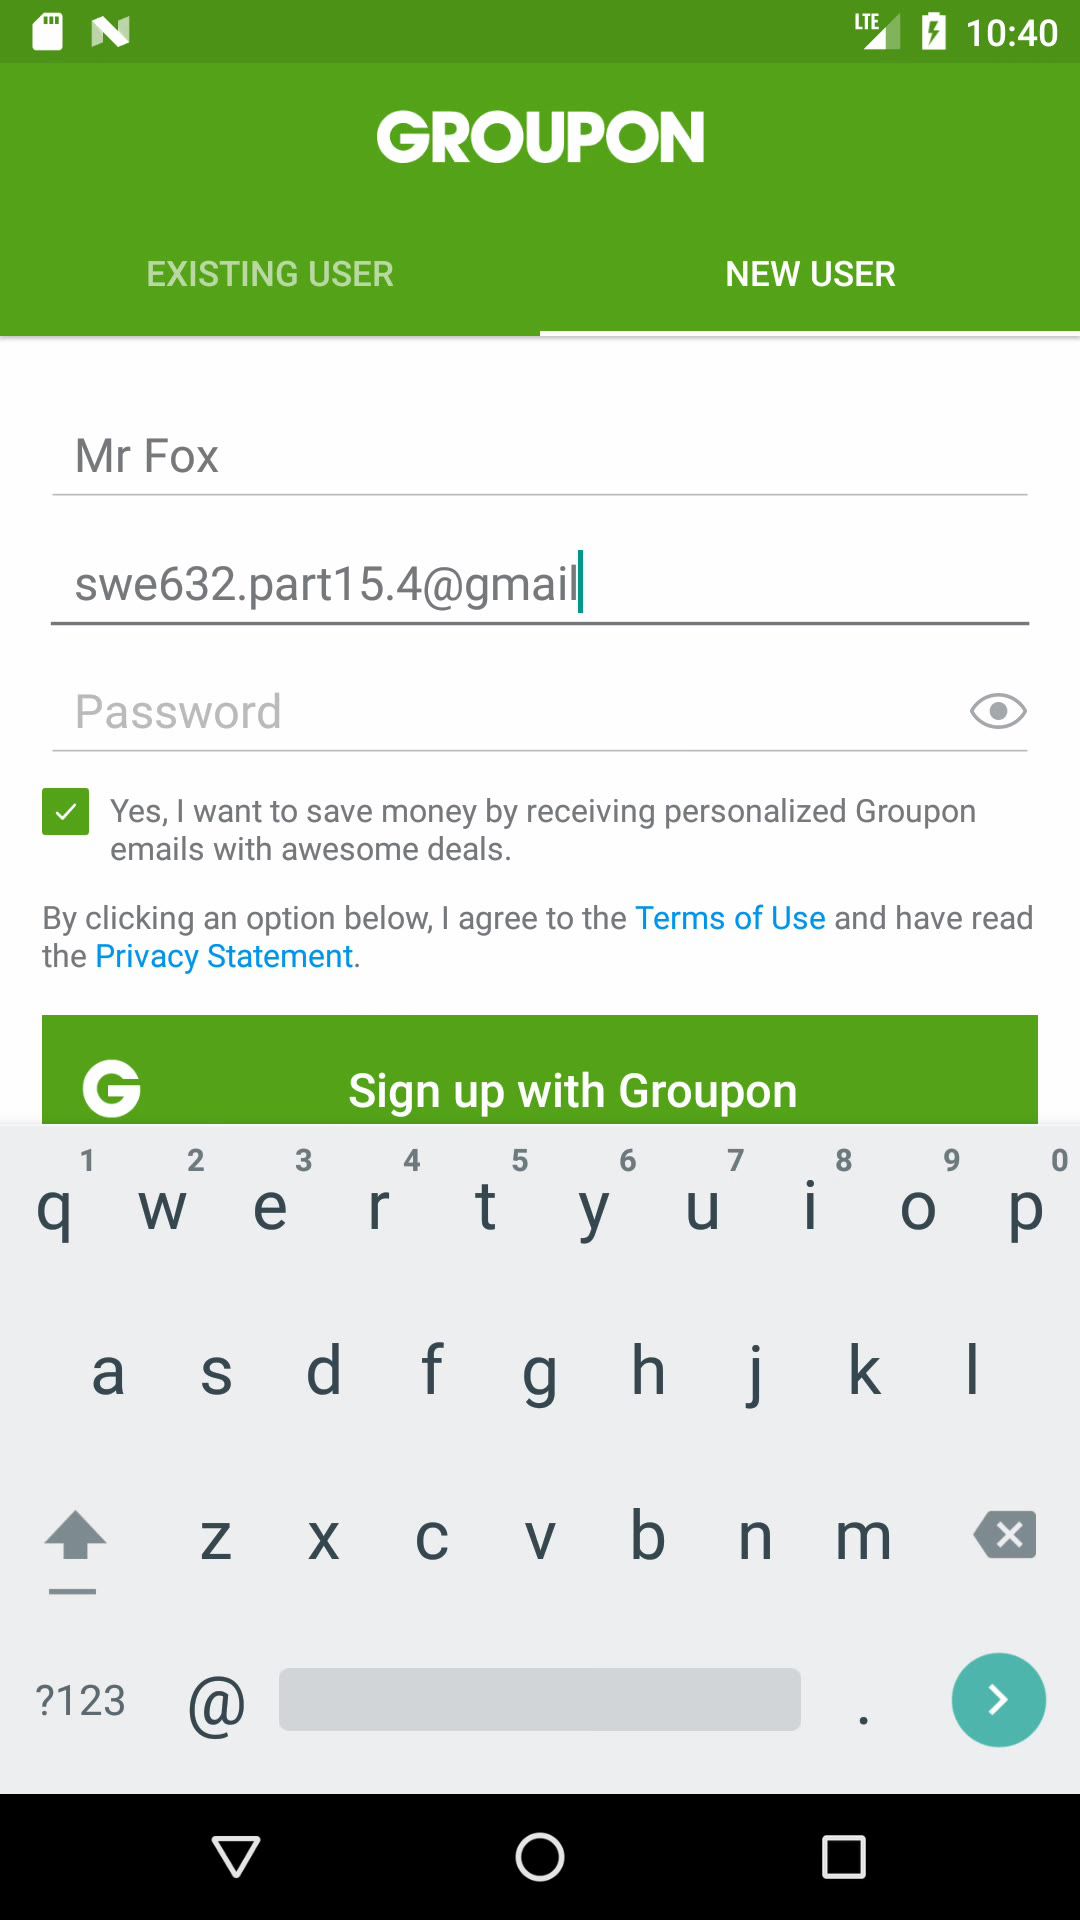 LTE 10:40
GROUPON
EXISTING USER NEW USER
Mr Fox
swe632.part15.4@gmail
Password
Yes, I want to save money by receiving personalized Groupon
emails with awesome deals.
By clicking an option below, I agree to the Terms of Use and have read
the Privacy Statement.
G Sign up with Groupon
1 2 3 4 5 6 7 8 9 0
q w e r t y u i o p
a s d f g h j k l
z x c v b n m
?123 @ .